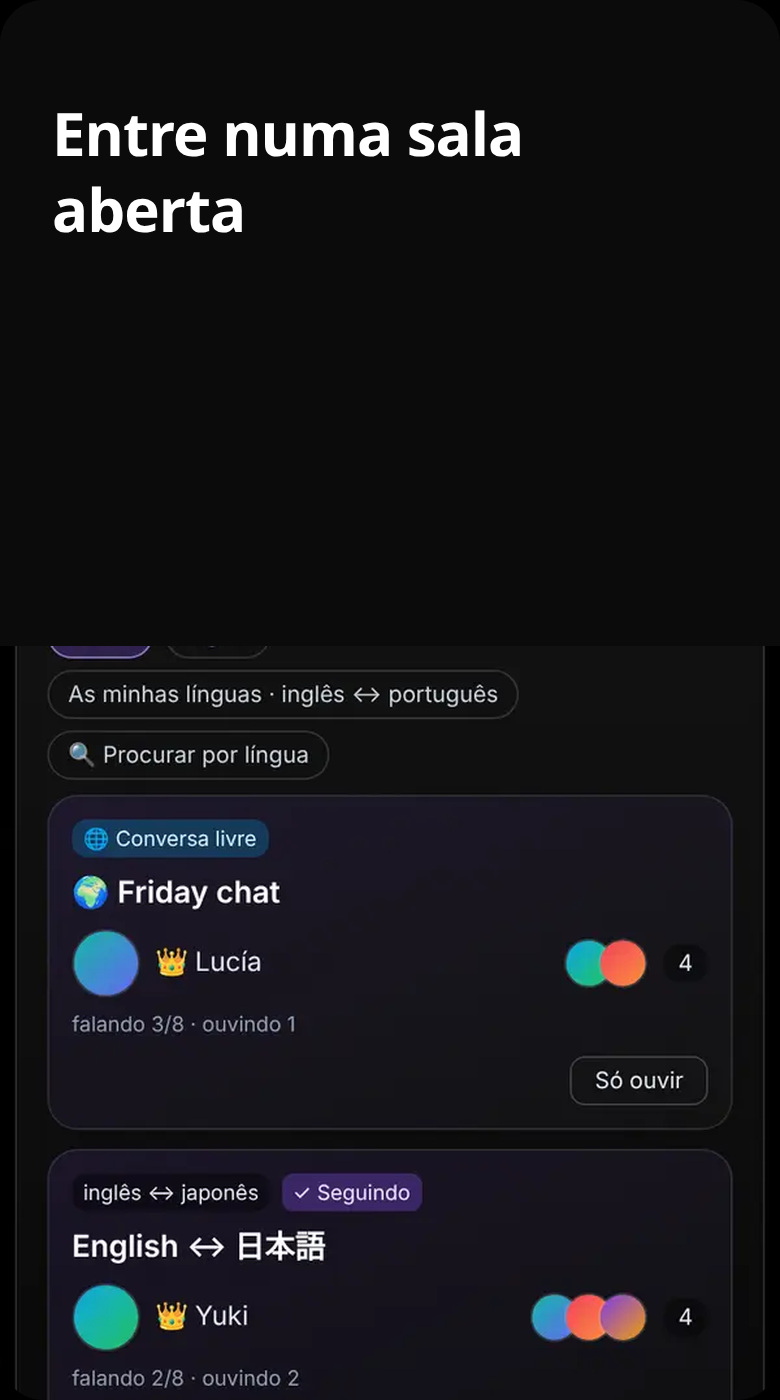 Entre numa sala
aberta
As minhas línguas · inglês ↔ português
🔍 Procurar por língua
🌐 Conversa livre
🌍 Friday chat
👑 Lucía
4
falando 3/8 · ouvindo 1
Só ouvir
inglês ↔ japonês
✓ Seguindo
English ↔ 日本語
👑 Yuki
4
falando 2/8 · ouvindo 2